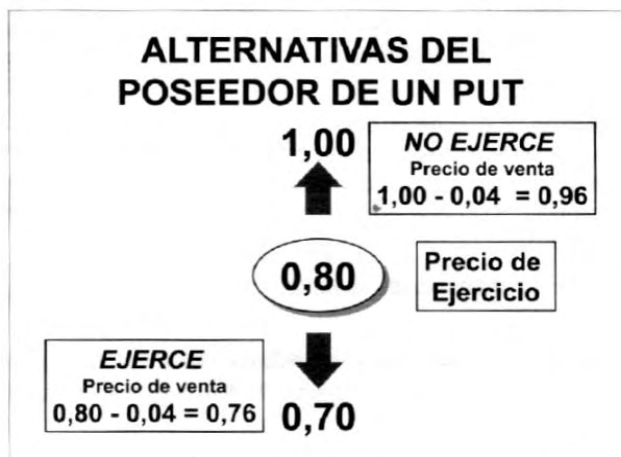 ALTERNATIVAS DEL
POSEEDOR DE UN PUT
1,00
NO EJERCE
Precio de venta
1,00 - 0,04 = 0,96
0,80
Precio de
Ejercicio
EJERCE
Precio de venta
0,80 - 0,04 = 0,76
0,70